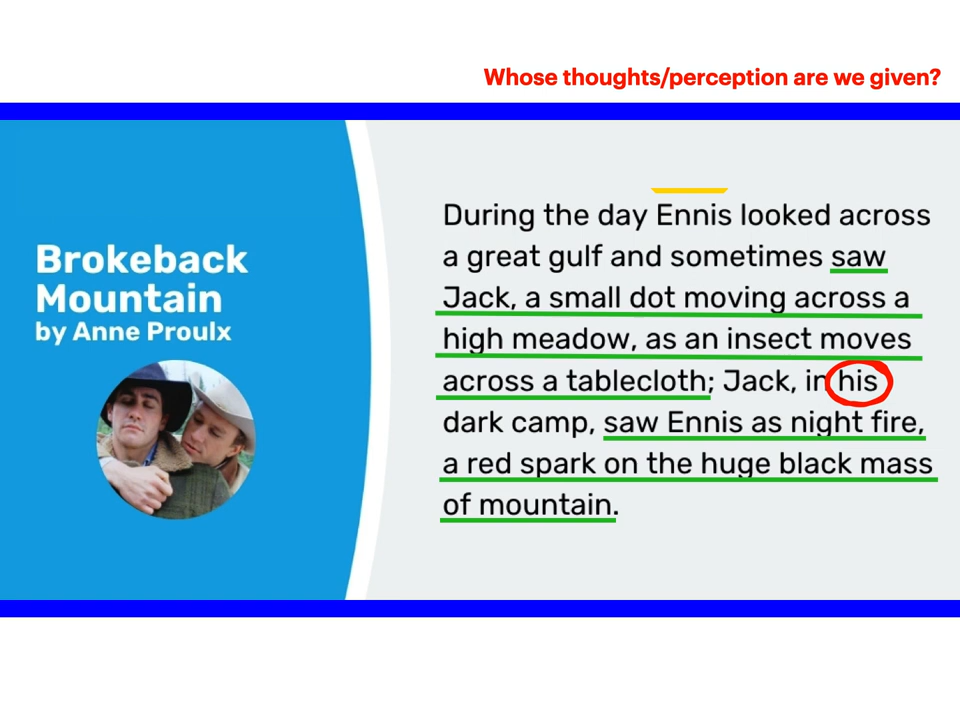 Whose thoughts/perception are we given?
Brokeback
Mountain
by Anne Proulx
During the day Ennis looked across
a great gulf and sometimes saw
Jack, a small dot moving across a
high meadow, as an insect moves
across a tablecloth; Jack, in his
dark camp, saw Ennis as night fire,
a red spark on the huge black mass
of mountain.